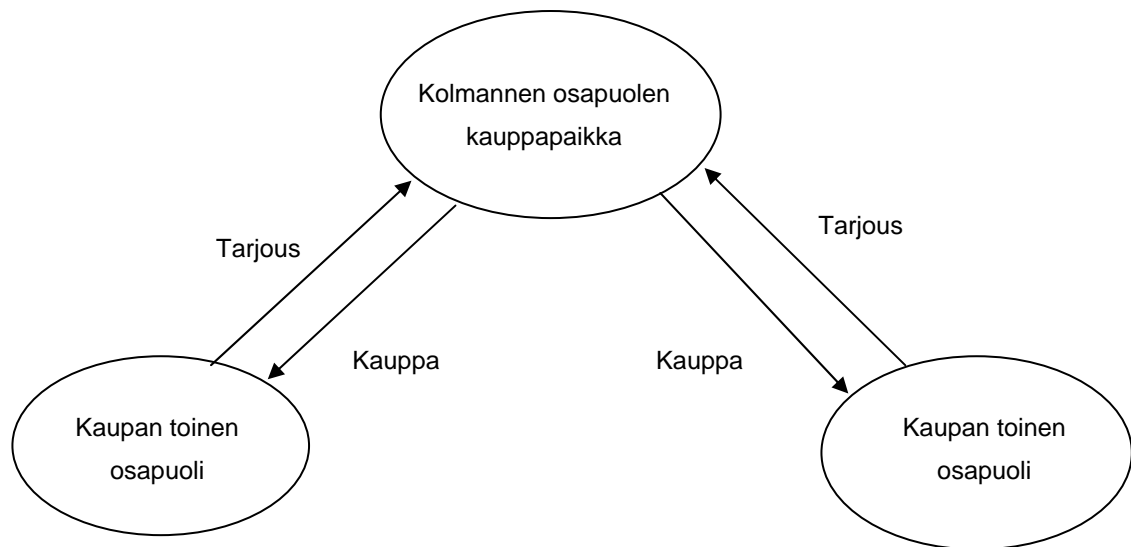 Kolmannen osapuolen
kauppapaikka
Tarjous
Tarjous
Kauppa
Kauppa
Kaupan toinen
osapuoli
Kaupan toinen
osapuoli